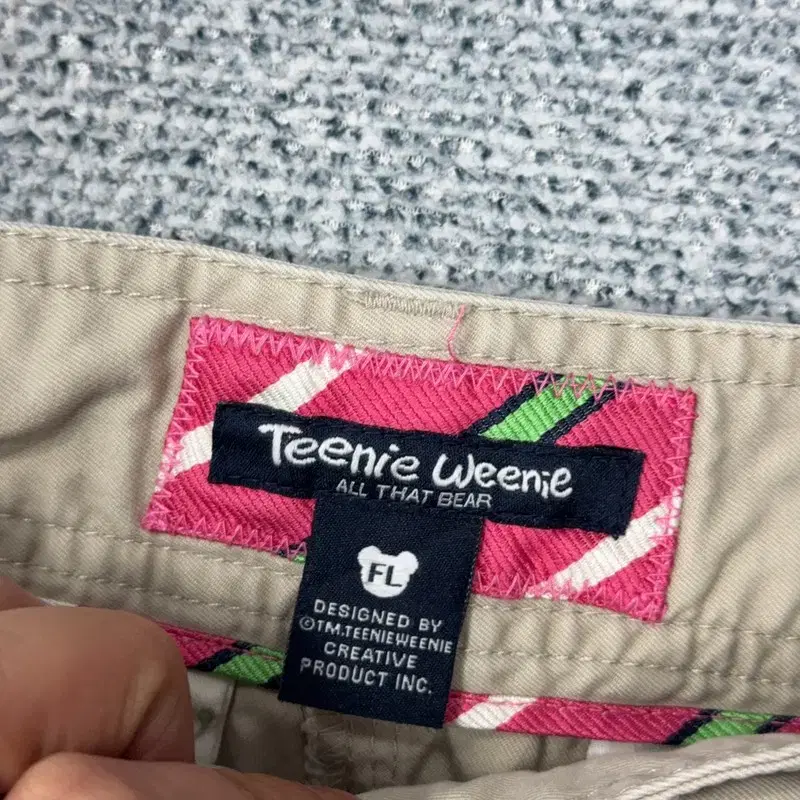 Teenie Weenie
ALL THAT BEAR
FL
DESIGNED BY
©TM.TEENIEWEENIE
CREATIVE
PRODUCT INC.